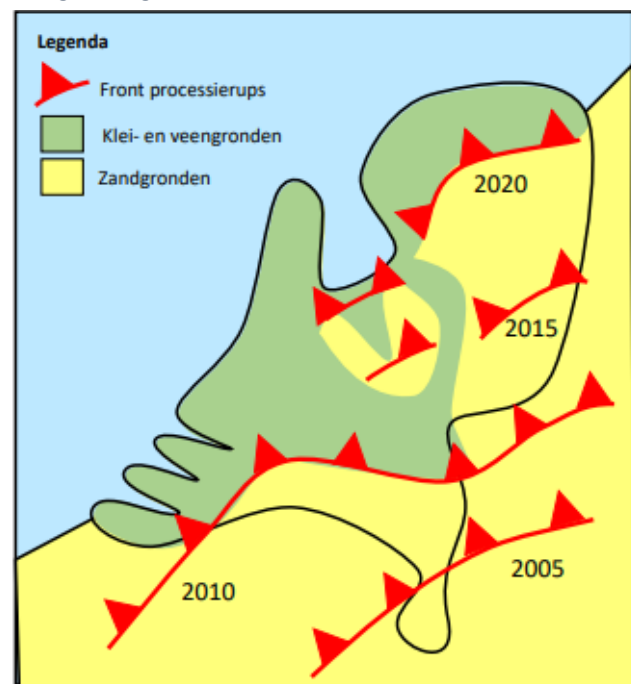 Legenda
Front processierups
Klei- en veengronden
Zandgronden
2020
2015
2005
2010